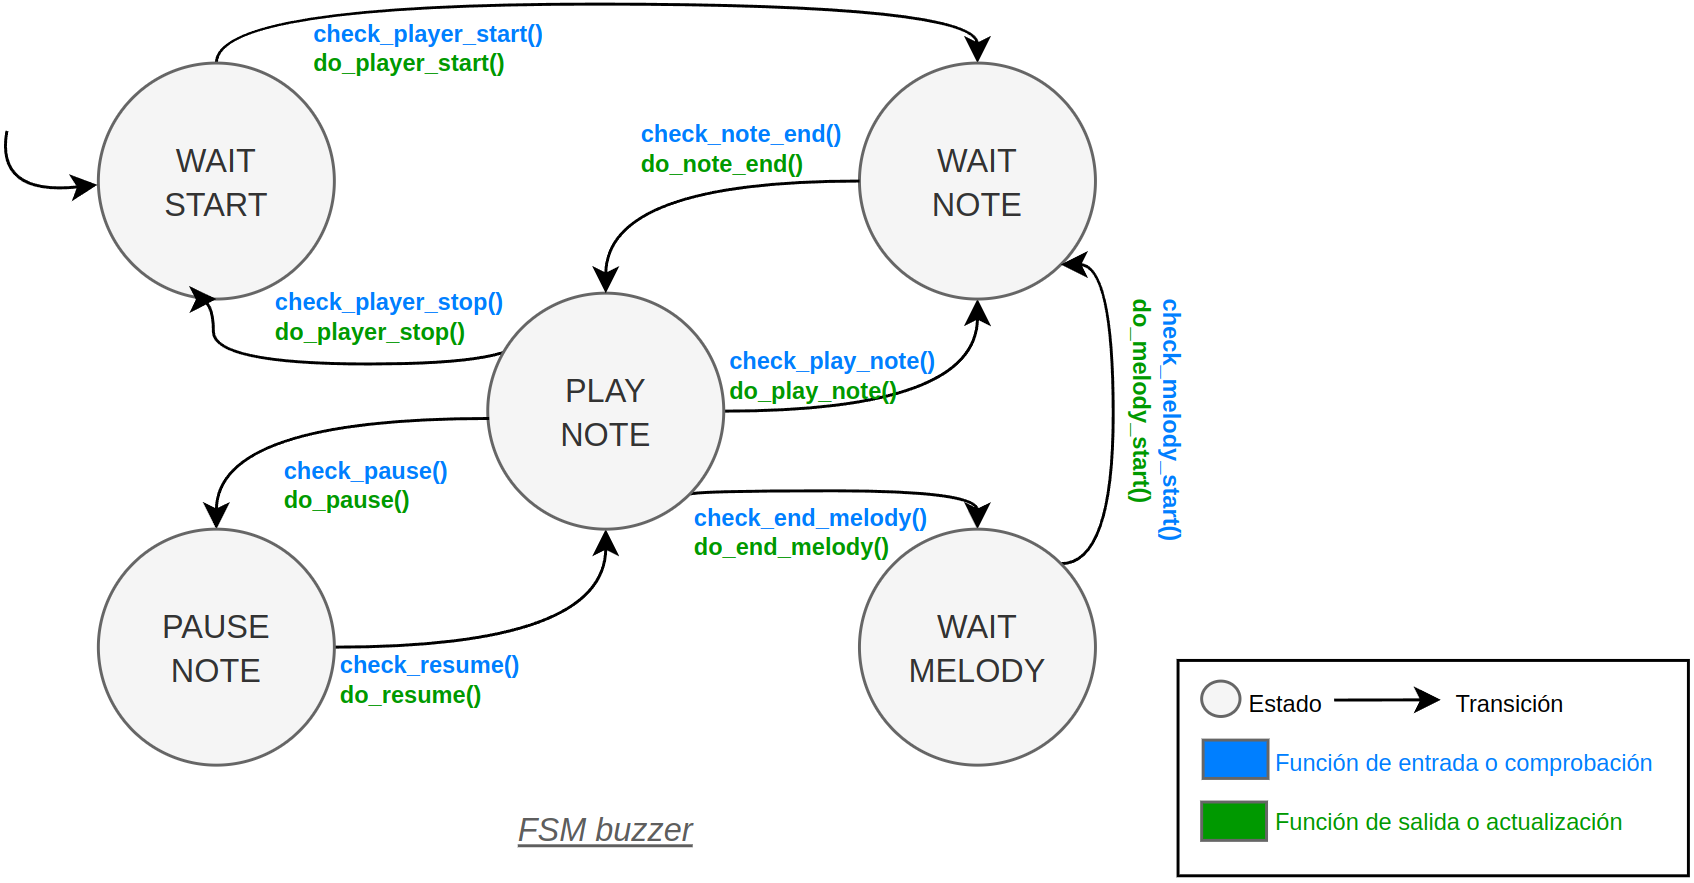 check_player_start()
do_player_start()
WAIT
START
check_note_end()
do_note_end()
WAIT
NOTE
check_player_stop()
do_player_stop()
PLAY
NOTE
check_play_note()
do_play_note()
check_melody_start()
do_melody_start()
check_pause()
do_pause()
check_end_melody()
do_end_melody()
PAUSE
NOTE
check_resume()
do_resume()
WAIT
MELODY
Estado
Transición
Función de entrada o comprobación
Función de salida o actualización
FSM buzzer